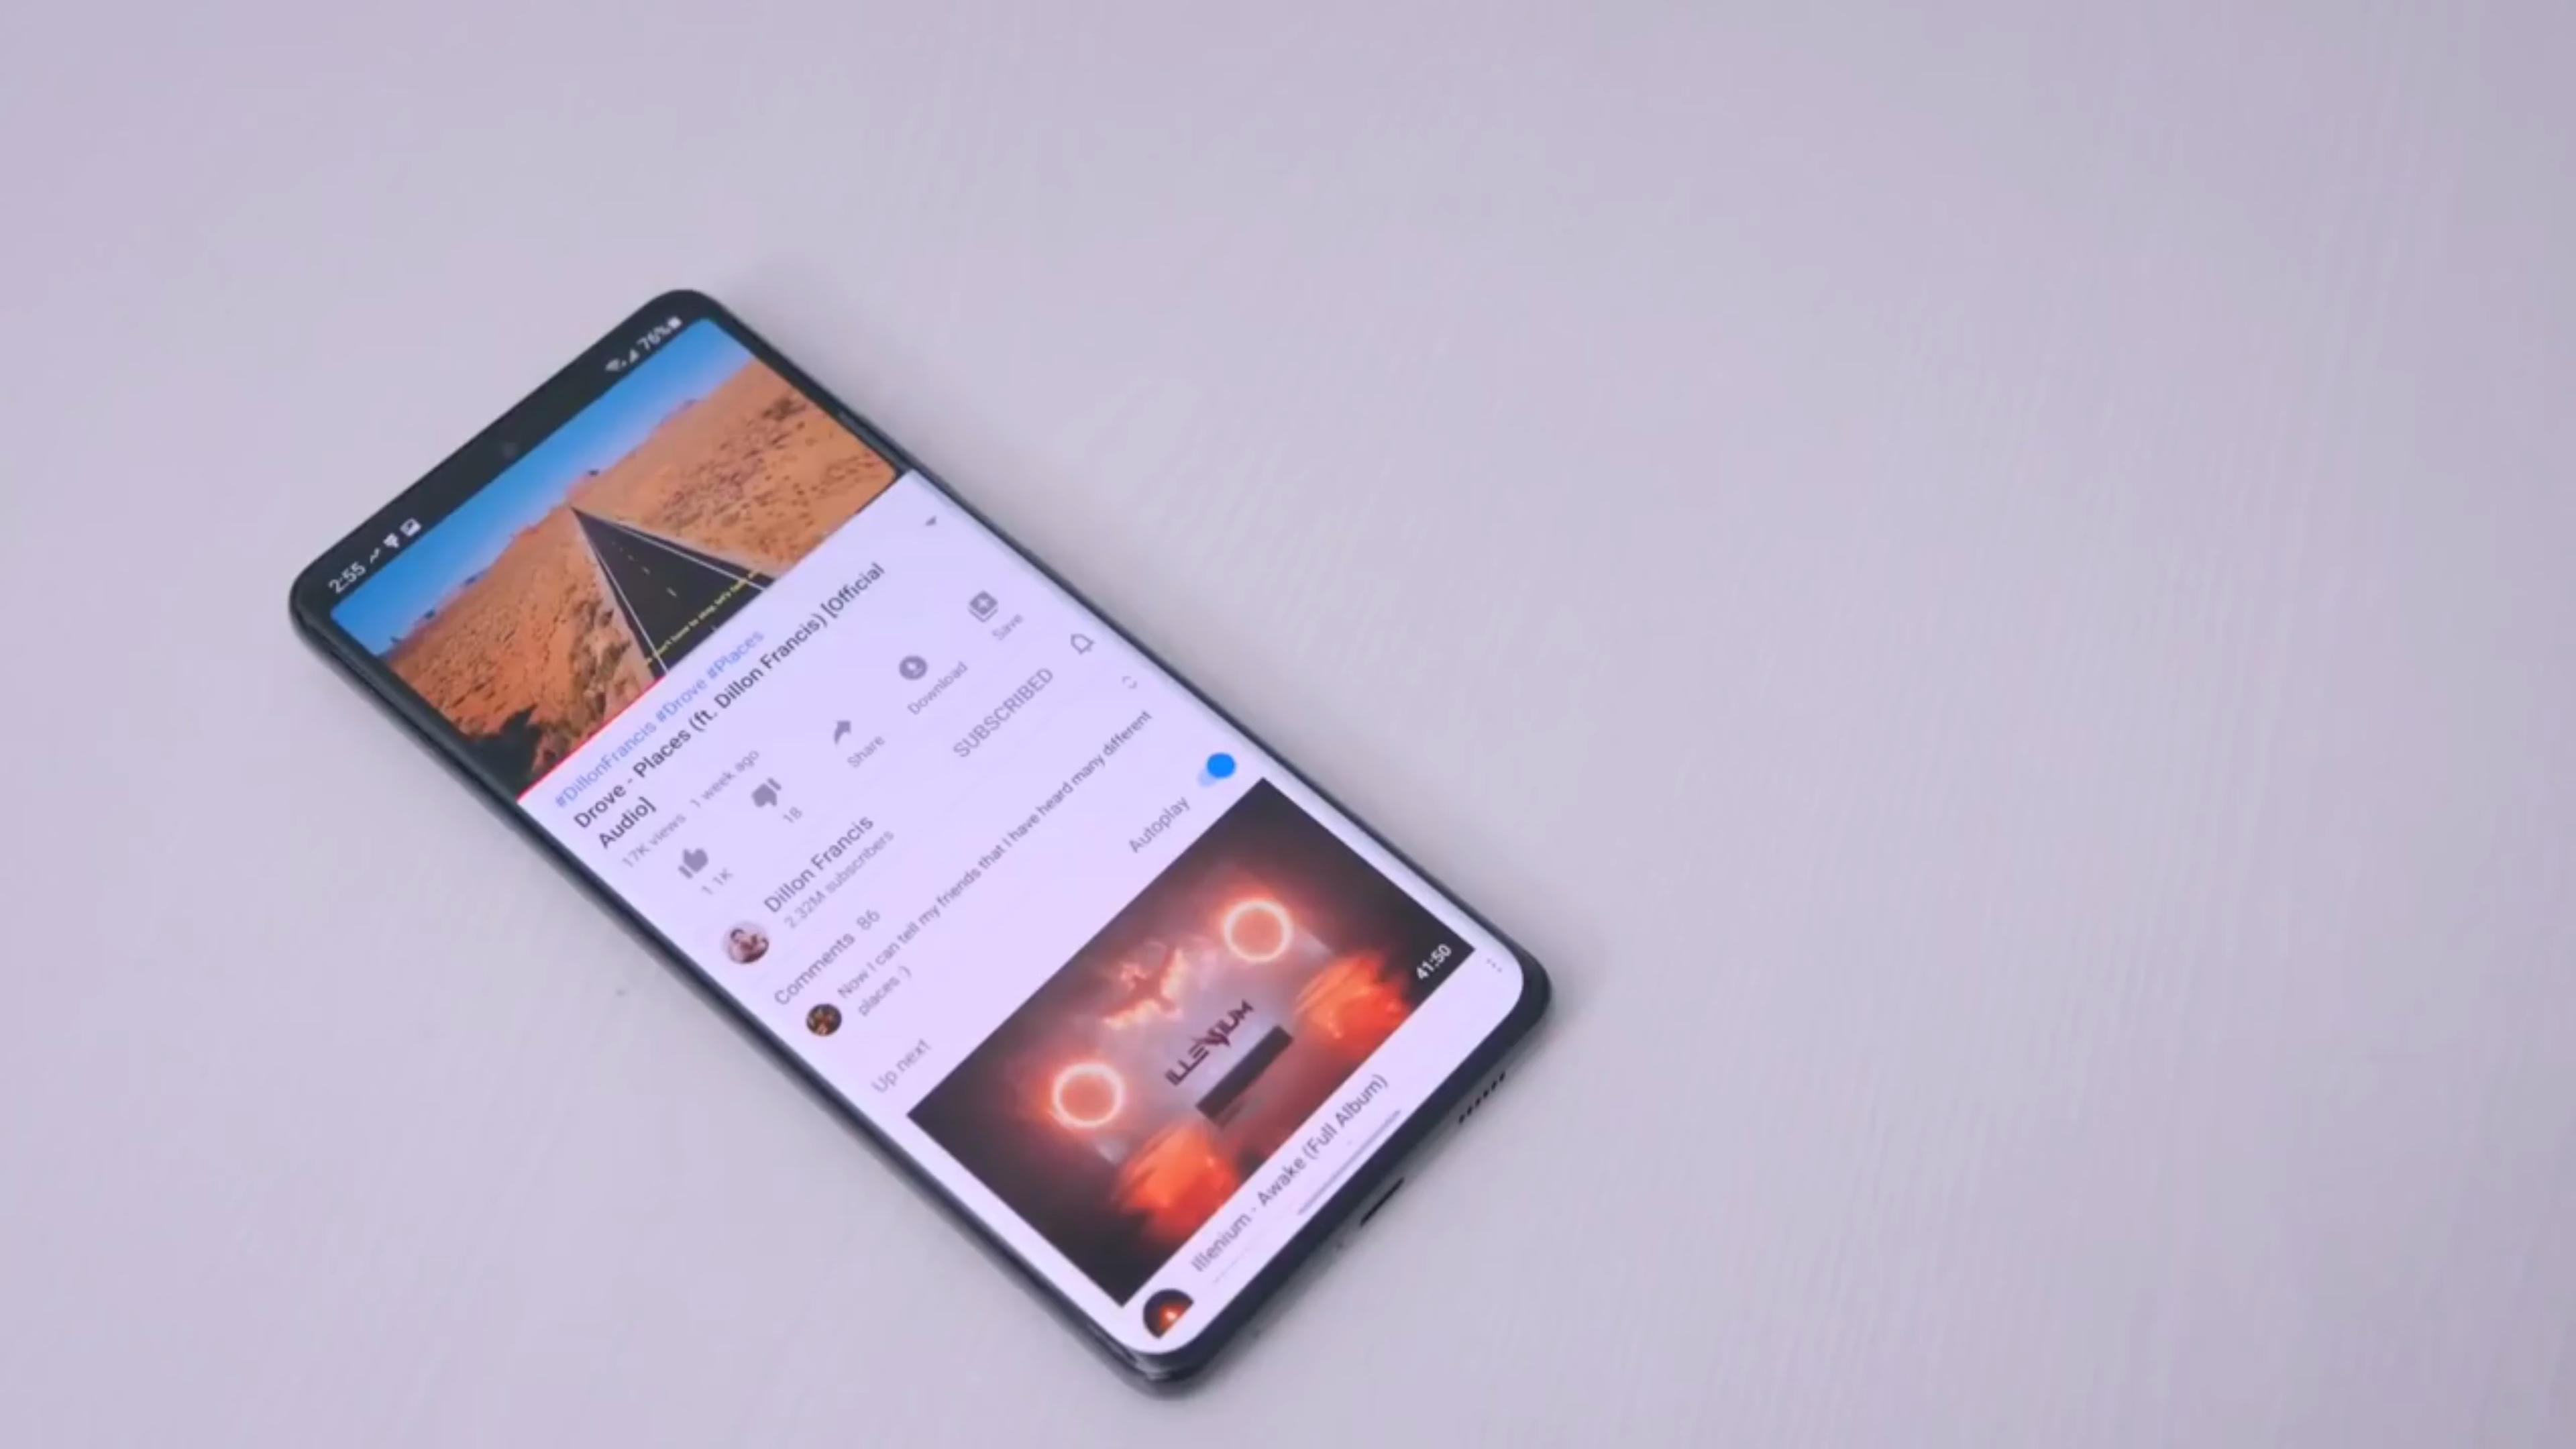 2:55
76%
#DillonFrancis #Drove #Places
Drove - Places (ft. Dillon Francis) [Official
Audio]
17K views 1 week ago
1.1K
18
Share
Download
Save
Dillon Francis
2.32M subscribers
SUBSCRIBED
Comments 86
Now I can tell my friends that I have heard many different
places :)
Up next
Autoplay
ILLENIUM
41:50
Illenium - Awake (Full Album)